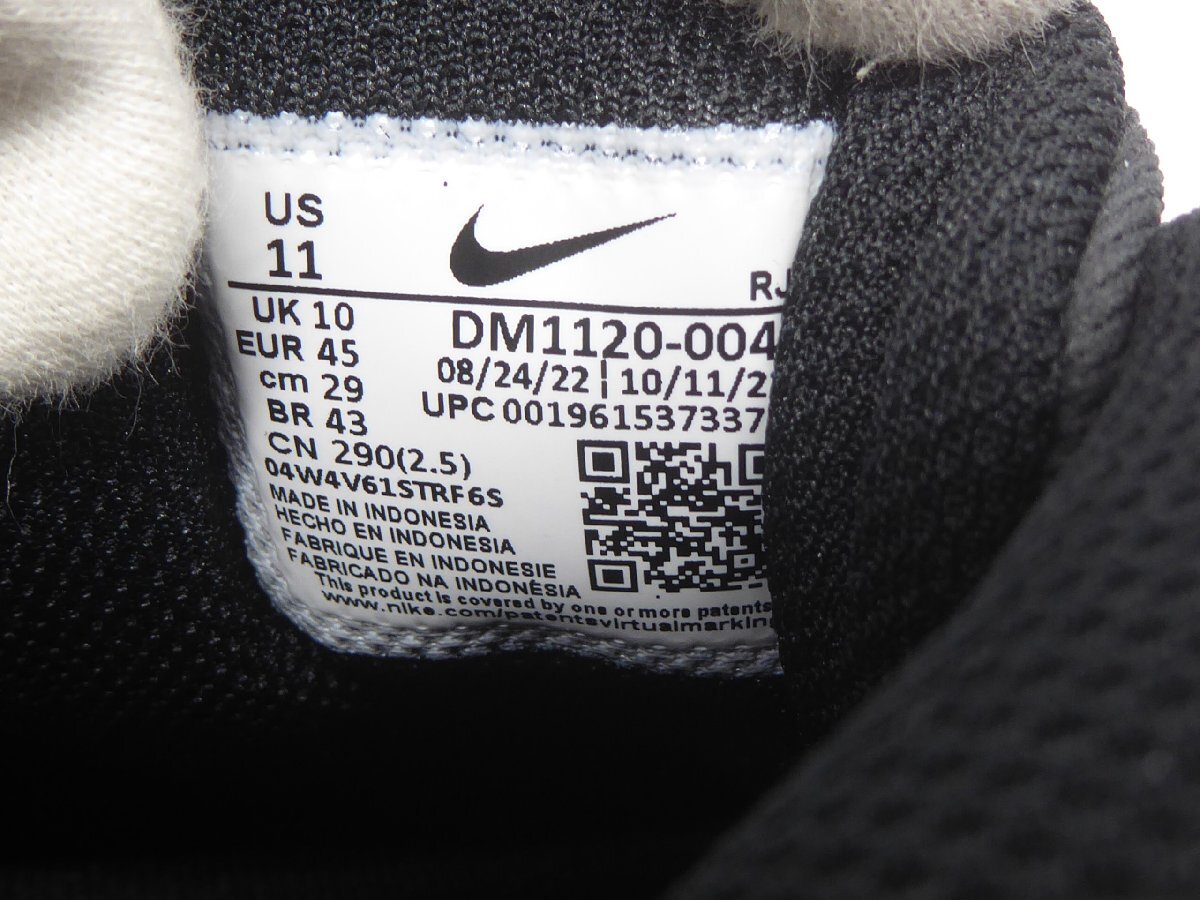 US
11
RJ
UK 10
EUR 45
cm 29
BR 43
CN 290(2.5)
DM1120-004
08/24/22 | 10/11/2
UPC 001961537337
04W4V61STRF6S
MADE IN INDONESIA
HECHO EN INDONESIA
FABRIQUE EN INDONESIE
FABRICADO NA INDONÉSIA
This product is covered by one or more patents
www.nike.com/patentsvirtualmarkin